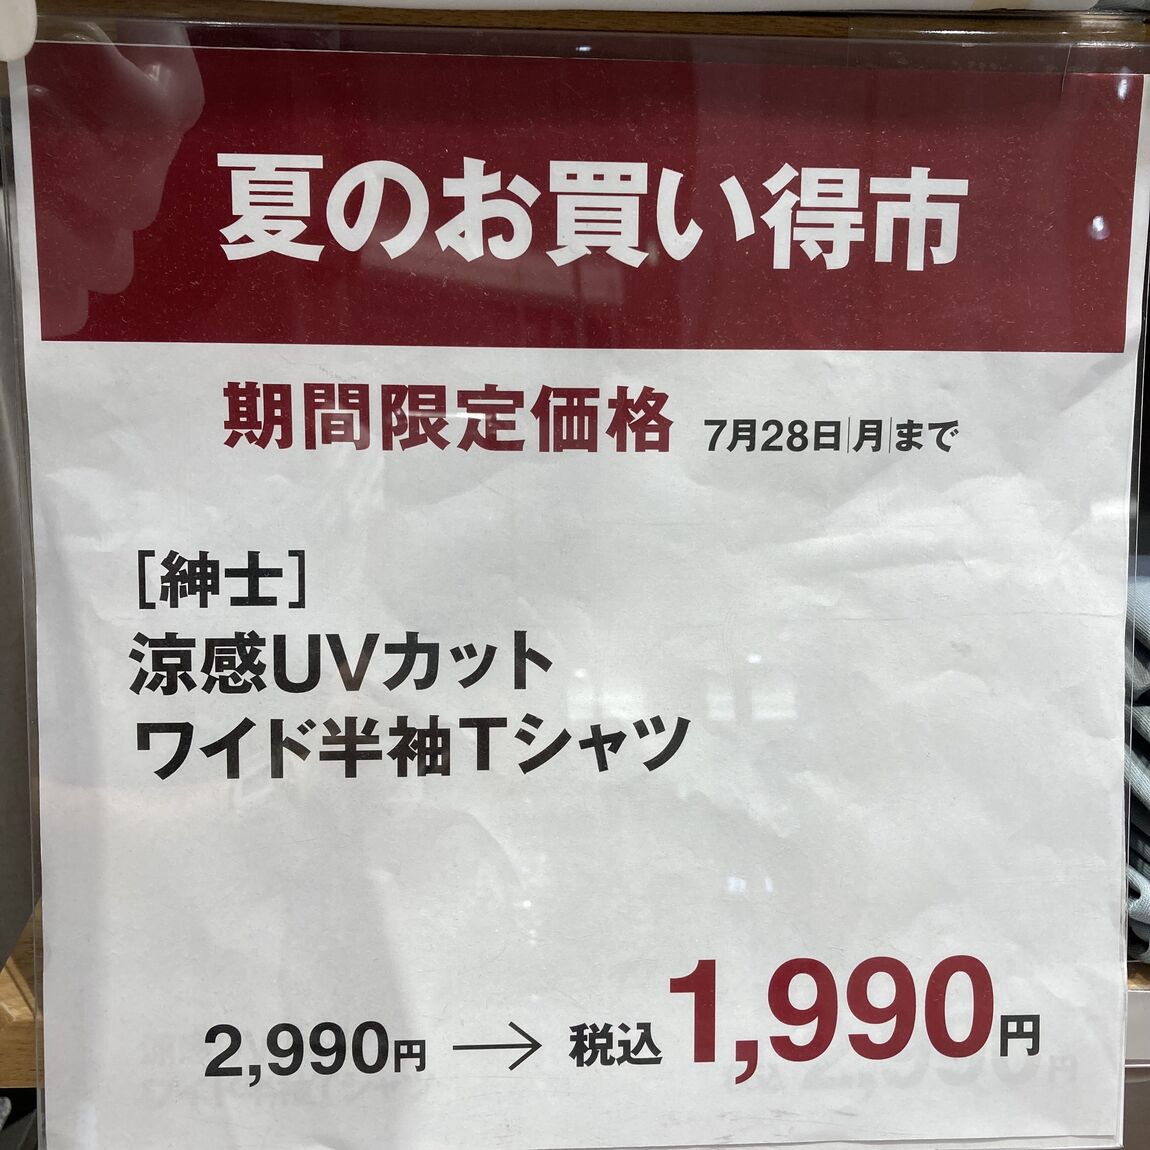 夏のお買い得市
期間限定価格 7月28日|月|まで
[紳士]
涼感UVカット
ワイド半袖Tシャツ
2,990円 → 税込 1,990円